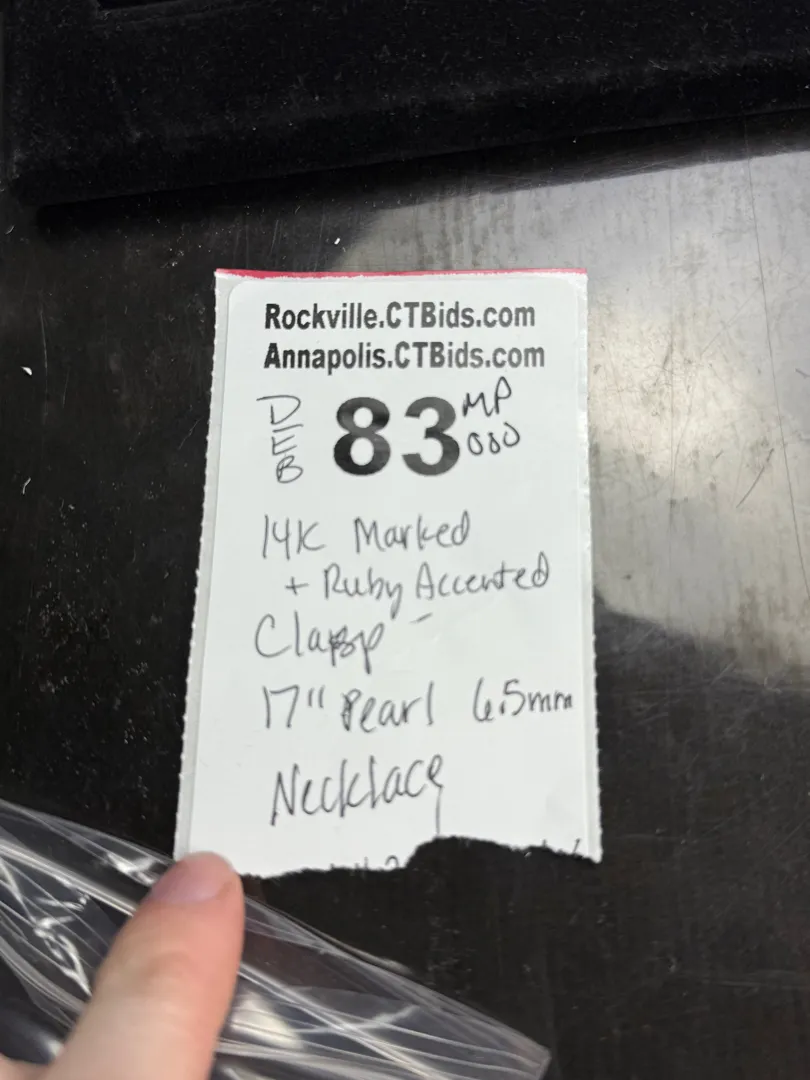 Rockville.CTBids.com
Annapolis.CTBids.com
DEB 83 MP
14K Marked
+ Ruby Accented
Clasp
17" Pearl 6.5mm
Necklace